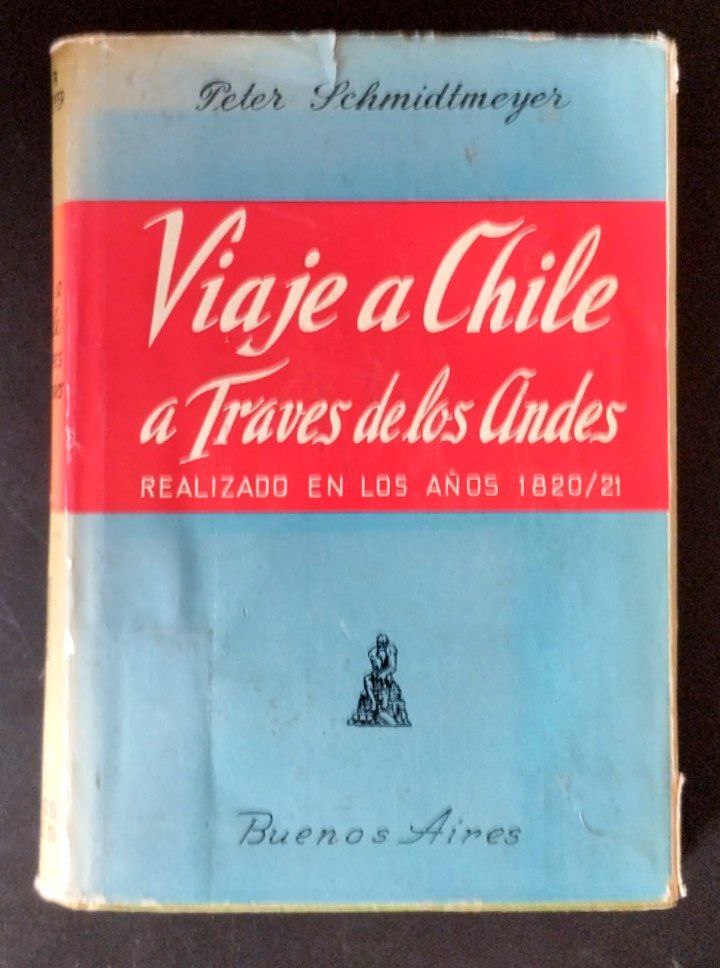 Peter Schmidtmeyer
Viaje a Chile
a Traves de los Andes
REALIZADO EN LOS AÑOS 1820/21
Buenos Aires